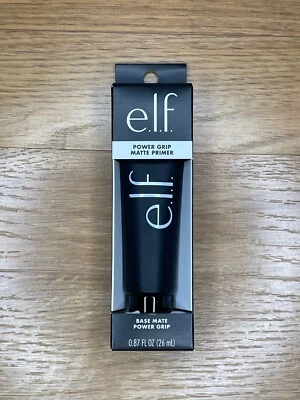 e.l.f.
POWER GRIP
MATTE PRIMER
e.l.f.
BASE MATE
POWER GRIP
0.87 FL OZ (26 mL)